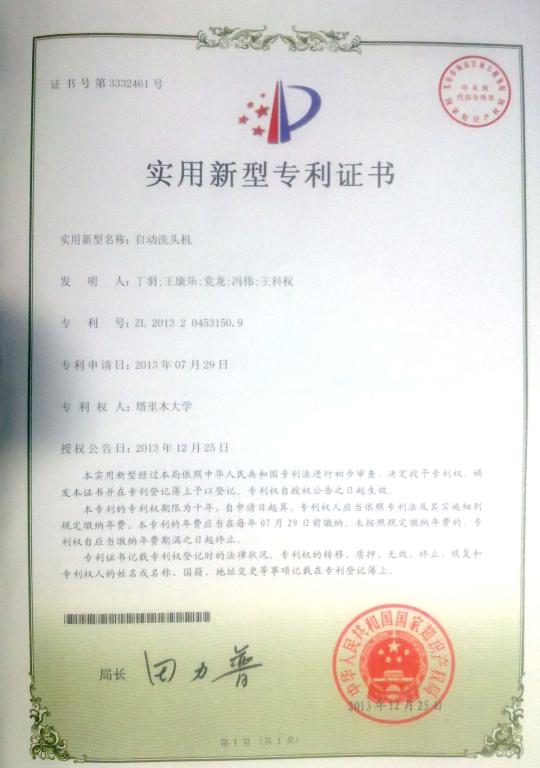 证书号第3332461号
印花税
代扣专用章
实用新型专利证书
实用新型名称：自动洗头机
发明人：丁羽;王康乐;党龙;冯伟;王科权
专利号：ZL 2013 2 0453150.9
专利申请日：2013年07月29日
专利权人：塔里木大学
授权公告日：2013年12月25日
本实用新型经过本局依照中华人民共和国专利法进行初步审查，决定授予专利权，颁
发本证书并在专利登记簿上予以登记。专利权自授权公告之日起生效。
本专利的专利权期限为十年，自申请日起算。专利权人应当依照专利法及其实施细则
规定缴纳年费。本专利的年费应当在每年07月29日前缴纳。未按照规定缴纳年费的，专
利权自应当缴纳年费期满之日起终止。
专利证书记载专利权登记时的法律状况。专利权的转移、质押、无效、终止、恢复和
专利权人的姓名或名称、国籍、地址变更等事项记载在专利登记簿上。
局长 田力普
中华人民共和国国家知识产权局
2013年12月25日
第1页（共1页）